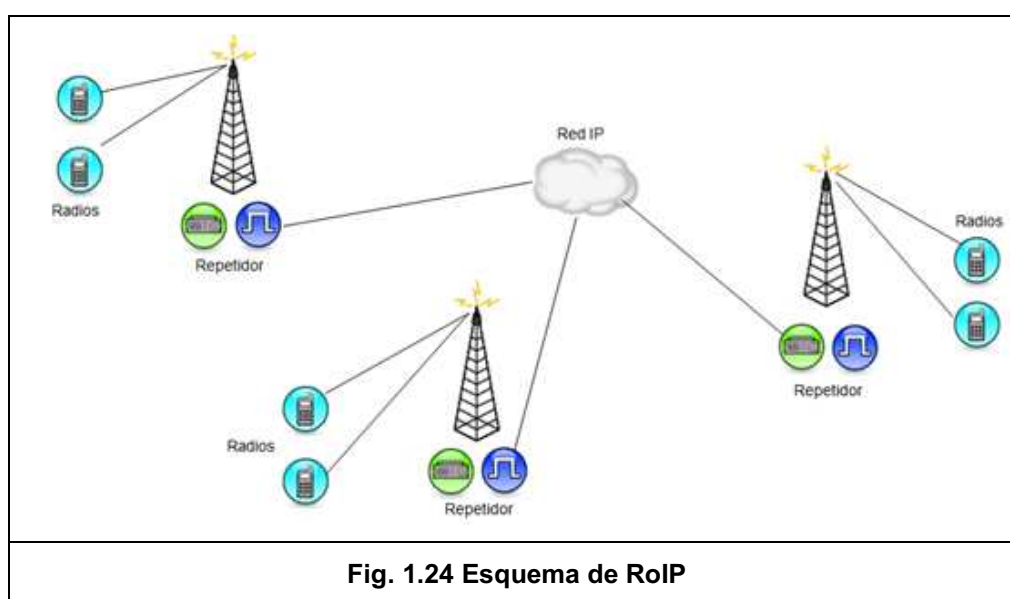 Red IP
Radios
Repetidor
Radios
Repetidor
Radios
Repetidor
Fig. 1.24 Esquema de RoIP